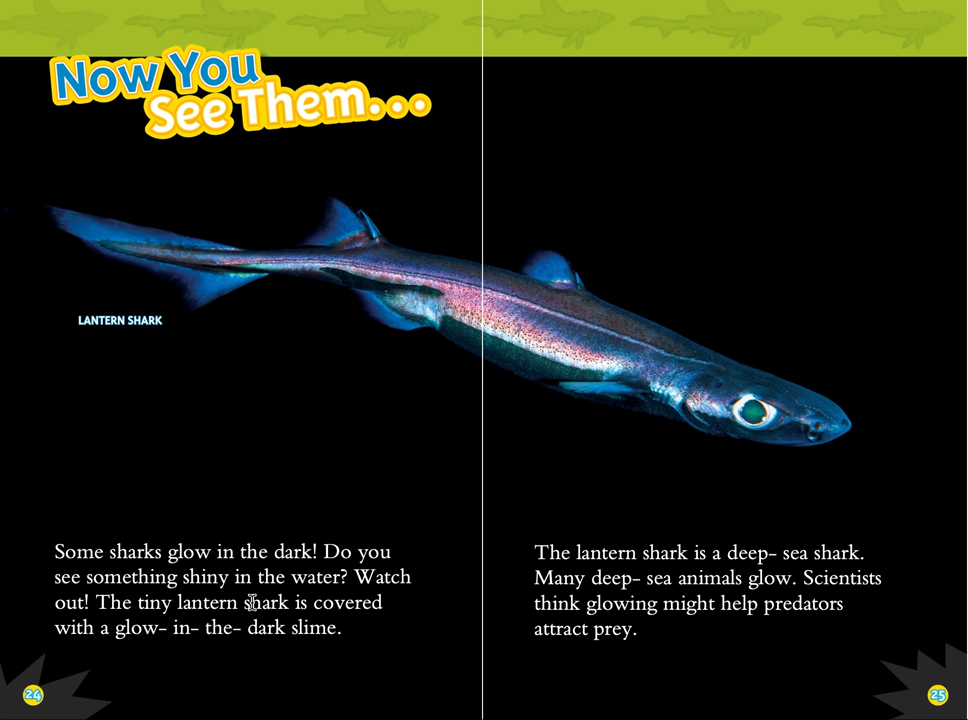 Now You
See Them...
LANTERN SHARK
Some sharks glow in the dark! Do you
see something shiny in the water? Watch
out! The tiny lantern shark is covered
with a glow- in- the- dark slime.
24
The lantern shark is a deep- sea shark.
Many deep- sea animals glow. Scientists
think glowing might help predators
attract prey.
25